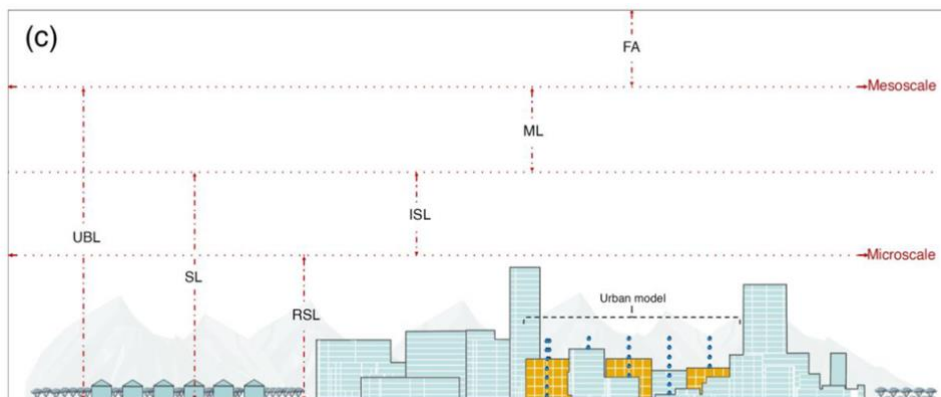 (c)
FA
Mesoscale
ML
ISL
UBL
Microscale
SL
Urban model
RSL